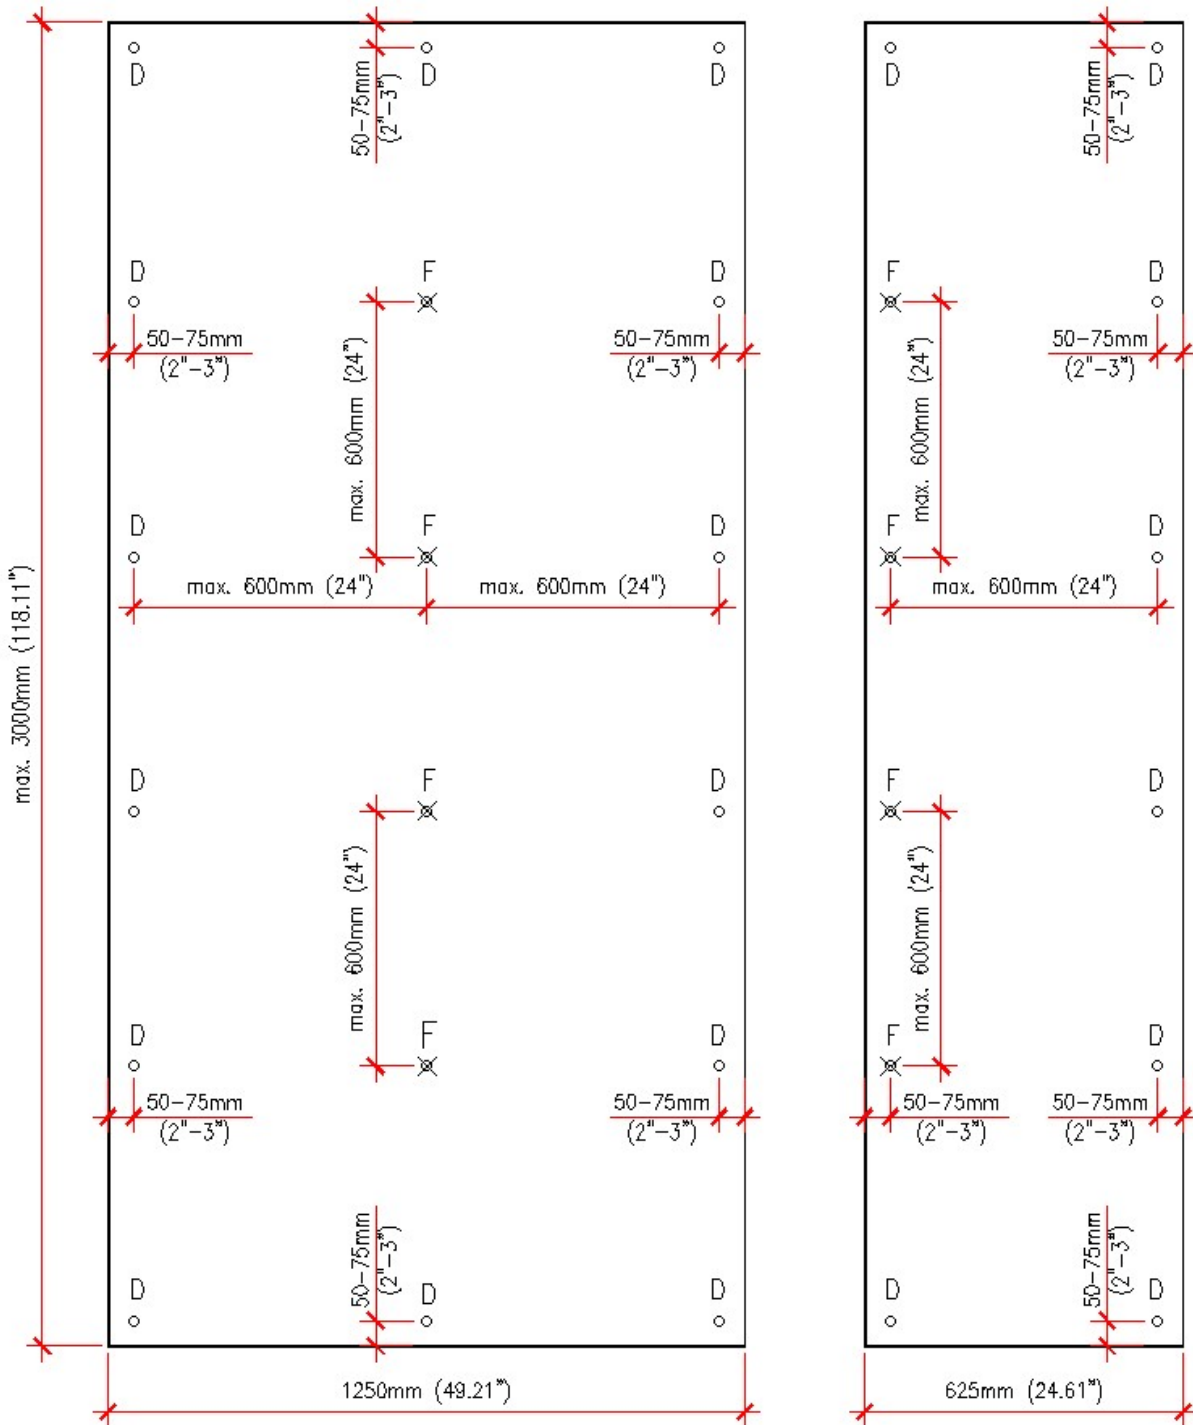 D D D D D
50-75mm
(2"-3")
50-75mm
(2"-3")
D F D F D
50-75mm
(2"-3")
50-75mm
(2"-3")
50-75mm
(2"-3")
max. 600mm (24")
max. 600mm (24")
D F D F D
max. 600mm (24")
max. 600mm (24")
max. 600mm (24")
max. 3000mm (118.11")
D F D F D
max. 600mm (24")
max. 600mm (24")
D F D F D
50-75mm
(2"-3")
50-75mm
(2"-3")
50-75mm
(2"-3")
50-75mm
(2"-3")
50-75mm
(2"-3")
50-75mm
(2"-3")
D D D D D
1250mm (49.21")
625mm (24.61")